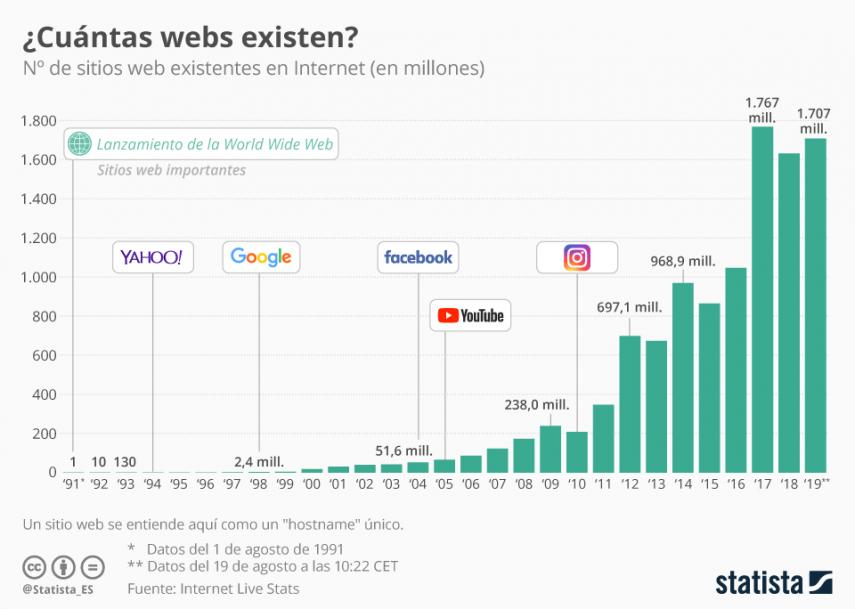 ¿Cuántas webs existen?
Nº de sitios web existentes en Internet (en millones)
1.767
mill.
1.707
mill.
1.800
Lanzamiento de la World Wide Web
1.600
Sitios web importantes
1.400
1.200
YAHOO!
Google
facebook
968,9 mill.
1.000
YouTube
697,1 mill.
800
600
400
238,0 mill.
200
51,6 mill.
1 10 130
2,4 mill.
0
‘91* ‘92 ‘93 ‘94 ‘95 ‘96 ‘97 ‘98 ‘99 ‘00 ‘01 ‘02 ‘03 ‘04 ‘05 ‘06 ‘07 ‘08 ‘09 ‘10 ‘11 ‘12 ‘13 ‘14 ‘15 ‘16 ‘17 ‘18 ‘19**
Un sitio web se entiende aquí como un "hostname" único.
* Datos del 1 de agosto de 1991
** Datos del 19 de agosto a las 10:22 CET
cc
@Statista_ES
Fuente: Internet Live Stats
statista